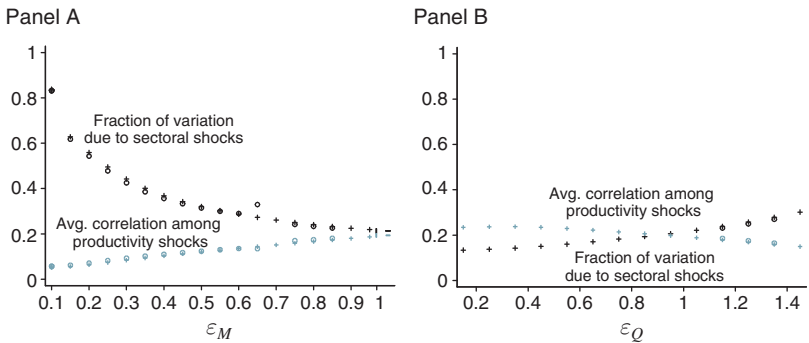 Panel A
1
0.8
0.6
0.4
0.2
0
Fraction of variation
due to sectoral shocks
Avg. correlation among
productivity shocks
0.1 0.2 0.3 0.4 0.5 0.6 0.7 0.8 0.9 1
ε_M
Panel B
1
0.8
0.6
0.4
0.2
0
Avg. correlation among
productivity shocks
Fraction of variation
due to sectoral shocks
0.2 0.4 0.6 0.8 1 1.2 1.4
ε_Q